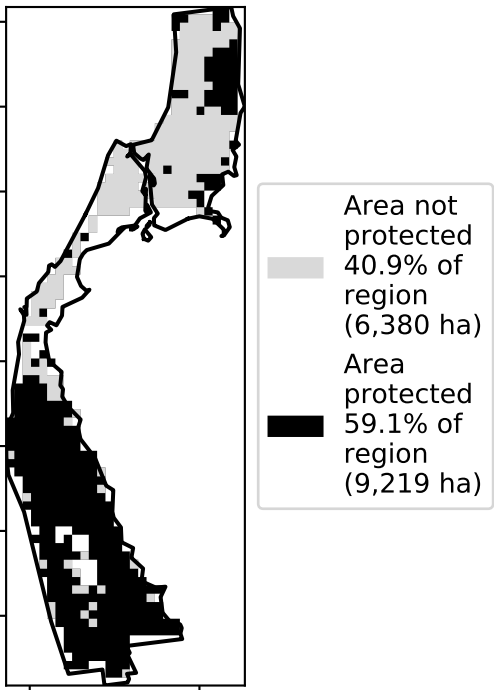 Area not
protected
40.9% of
region
(6,380 ha)
Area
protected
59.1% of
region
(9,219 ha)